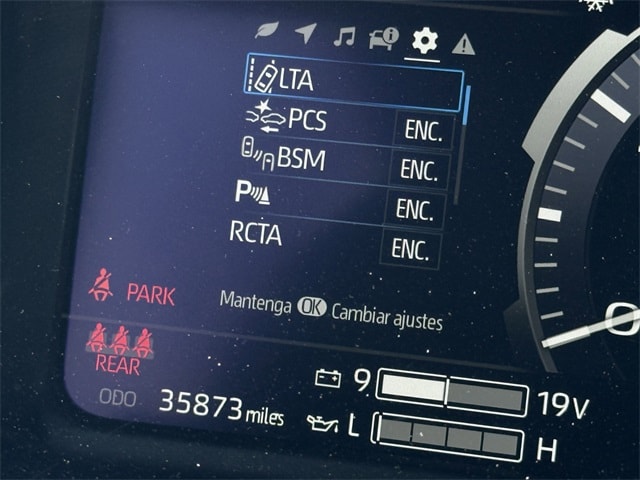 LTA
PCS ENC.
BSM ENC.
P ENC.
RCTA ENC.
PARK
Mantenga OK Cambiar ajustes
REAR
9 19V
ODO 35873 miles
L H